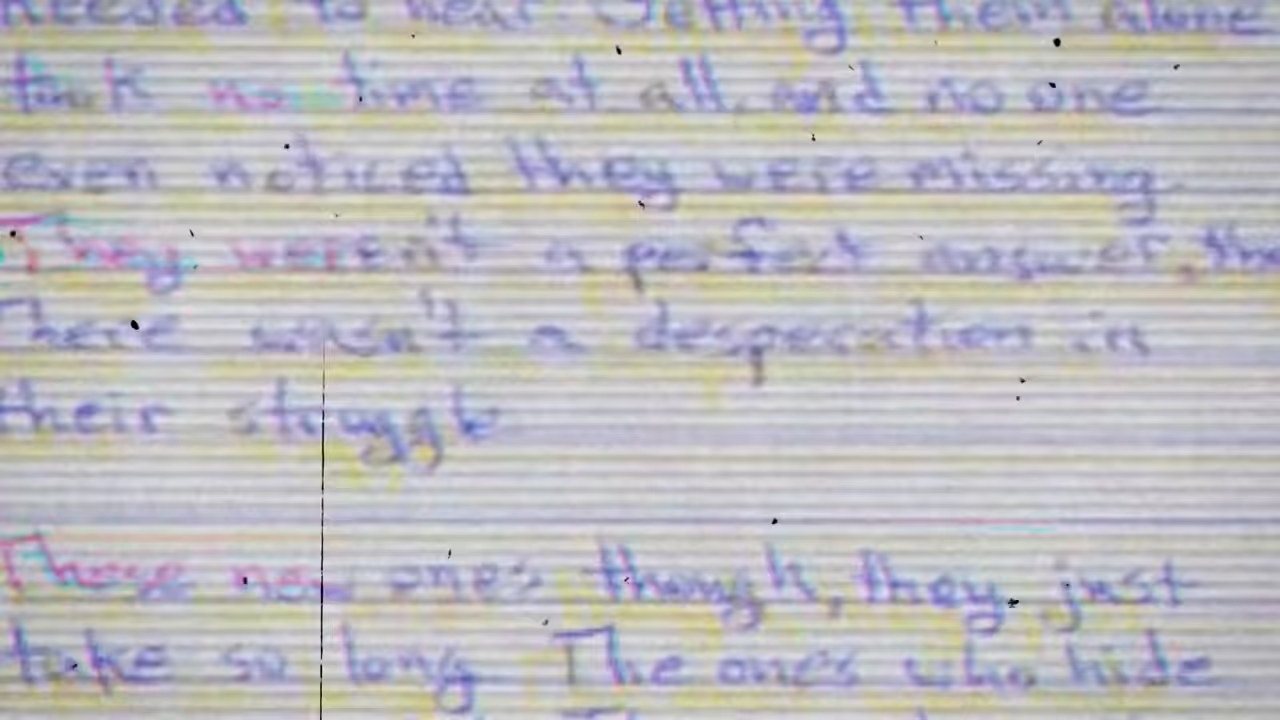 needed to hear. Getting them alone
took no time at all, and no one
even noticed they were missing.
They weren't a perfect answer, tho
There wasn't a desperation in
their struggle
These new ones though, they just
take so long. The ones who hide